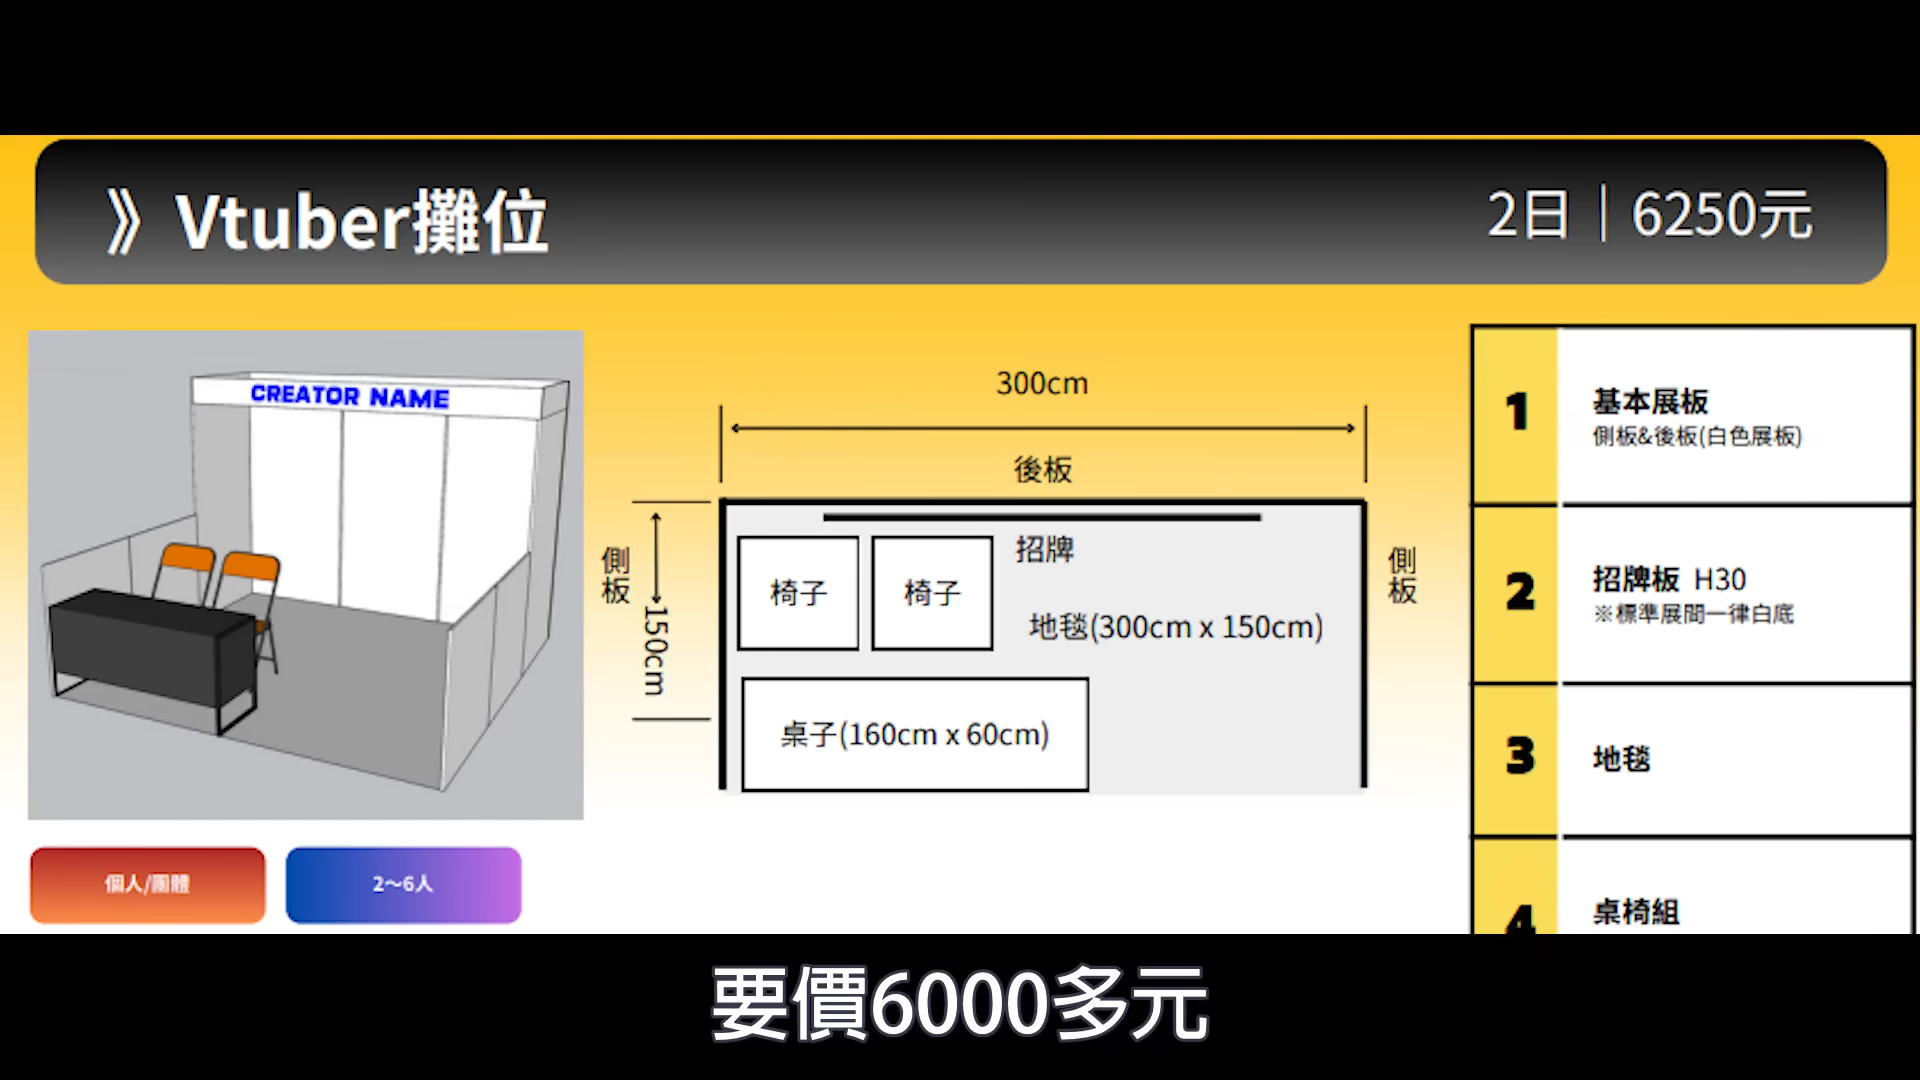 》Vtuber攤位
2日｜6250元
CREATOR NAME
300cm
後板
側板
150cm
招牌
椅子
椅子
地毯(300cm x 150cm)
桌子(160cm x 60cm)
側板
1
基本展板
側板&後板(白色展板)
2
招牌板 H30
※標準展間一律白底
3
地毯
4
桌椅組
個人/團體
2～6人
要價6000多元